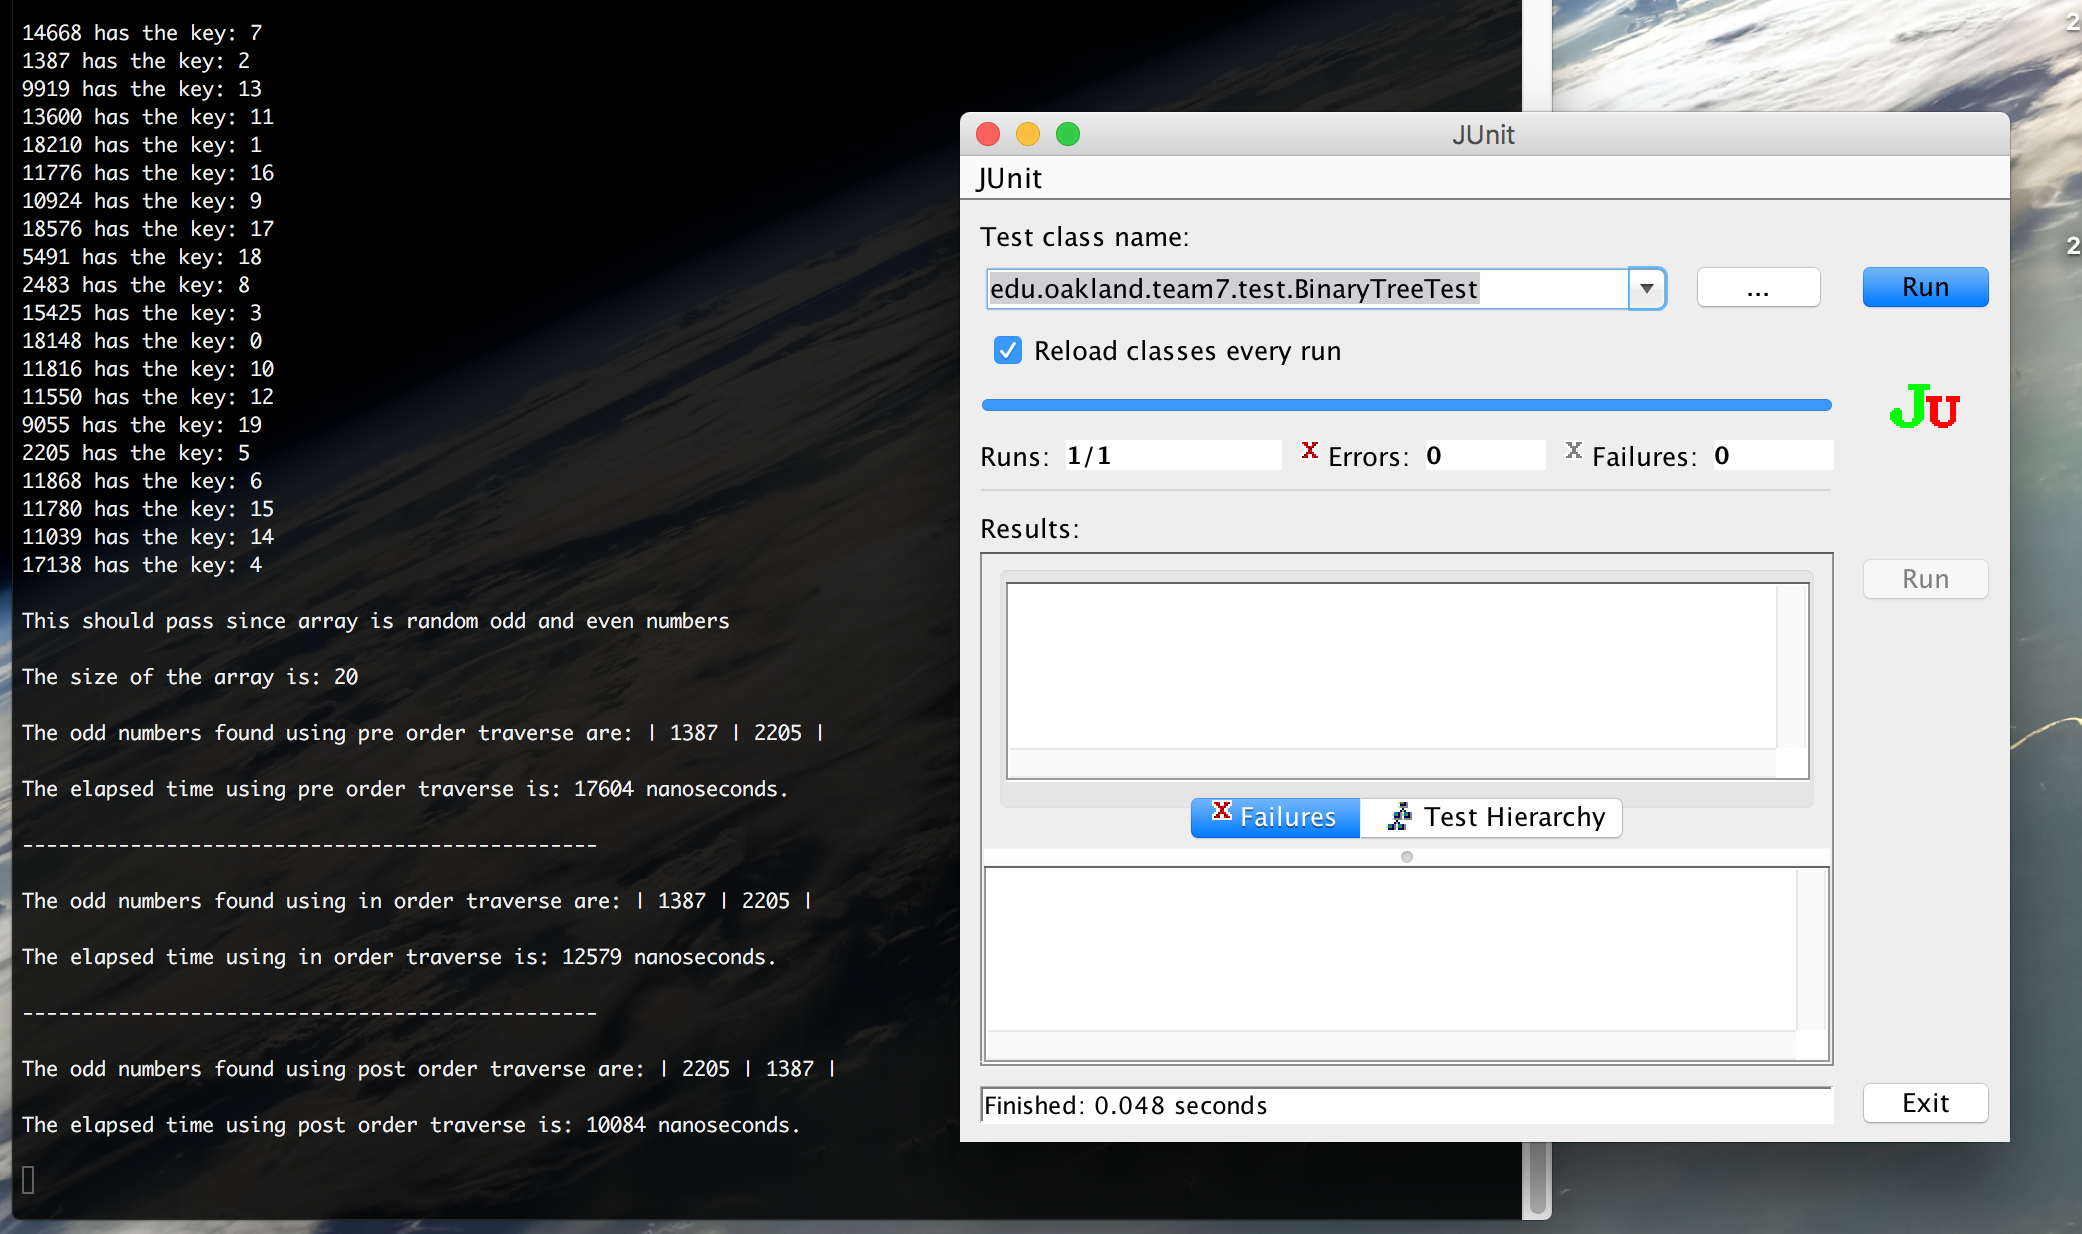 14668 has the key: 7
1387 has the key: 2
9919 has the key: 13
13600 has the key: 11
18210 has the key: 1
11776 has the key: 16
10924 has the key: 9
18576 has the key: 17
5491 has the key: 18
2483 has the key: 8
15425 has the key: 3
18148 has the key: 0
11816 has the key: 10
11550 has the key: 12
9055 has the key: 19
2205 has the key: 5
11868 has the key: 6
11780 has the key: 15
11039 has the key: 14
17138 has the key: 4
This should pass since array is random odd and even numbers
The size of the array is: 20
The odd numbers found using pre order traverse are: | 1387 | 2205 |
The elapsed time using pre order traverse is: 17604 nanoseconds.
------------------------------------------------
The odd numbers found using in order traverse are: | 1387 | 2205 |
The elapsed time using in order traverse is: 12579 nanoseconds.
------------------------------------------------
The odd numbers found using post order traverse are: | 2205 | 1387 |
The elapsed time using post order traverse is: 10084 nanoseconds.
JUnit
JUnit
Test class name:
edu.oakland.team7.test.BinaryTreeTest ... Run
Reload classes every run
JU
Runs: 1/1 X Errors: 0 X Failures: 0
Results:
Run
X Failures Test Hierarchy
Finished: 0.048 seconds
Exit
2
2